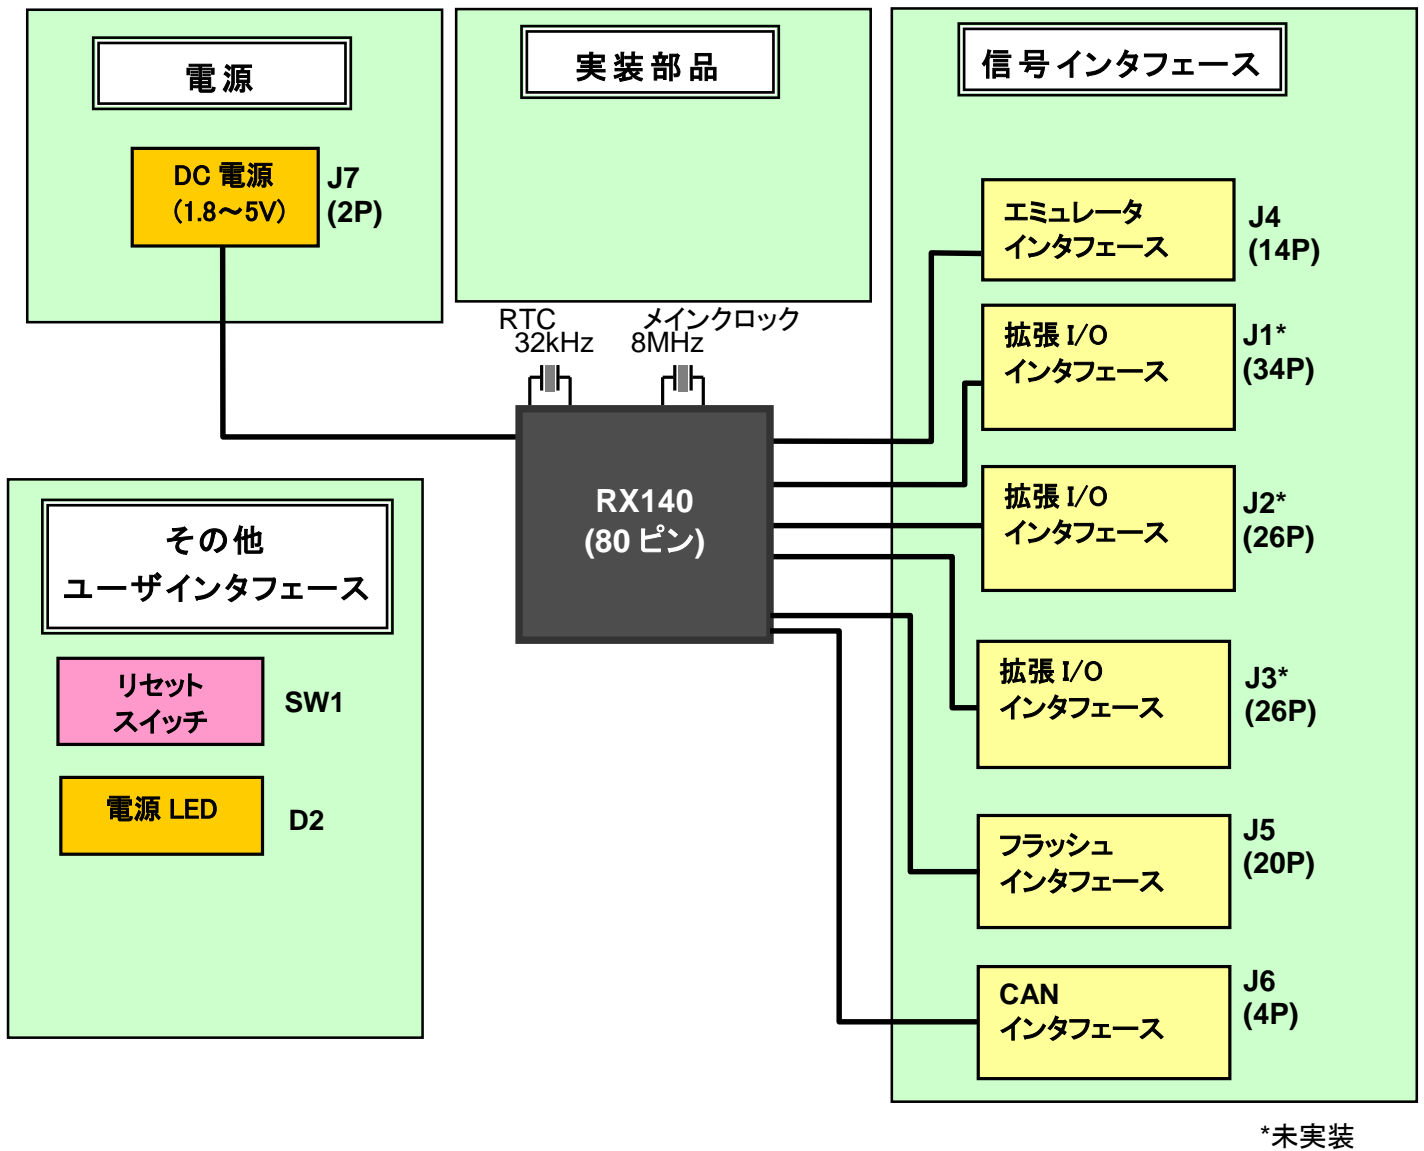 電源
DC 電源
(1.8～5V)
J7
(2P)
実装部品
RTC
32kHz
メインクロック
8MHz
RX140
(80 ピン)
その他
ユーザインタフェース
リセット
スイッチ
SW1
電源 LED
D2
信号インタフェース
エミュレータ
インタフェース
J4
(14P)
拡張 I/O
インタフェース
J1*
(34P)
拡張 I/O
インタフェース
J2*
(26P)
拡張 I/O
インタフェース
J3*
(26P)
フラッシュ
インタフェース
J5
(20P)
CAN
インタフェース
J6
(4P)
*未実装